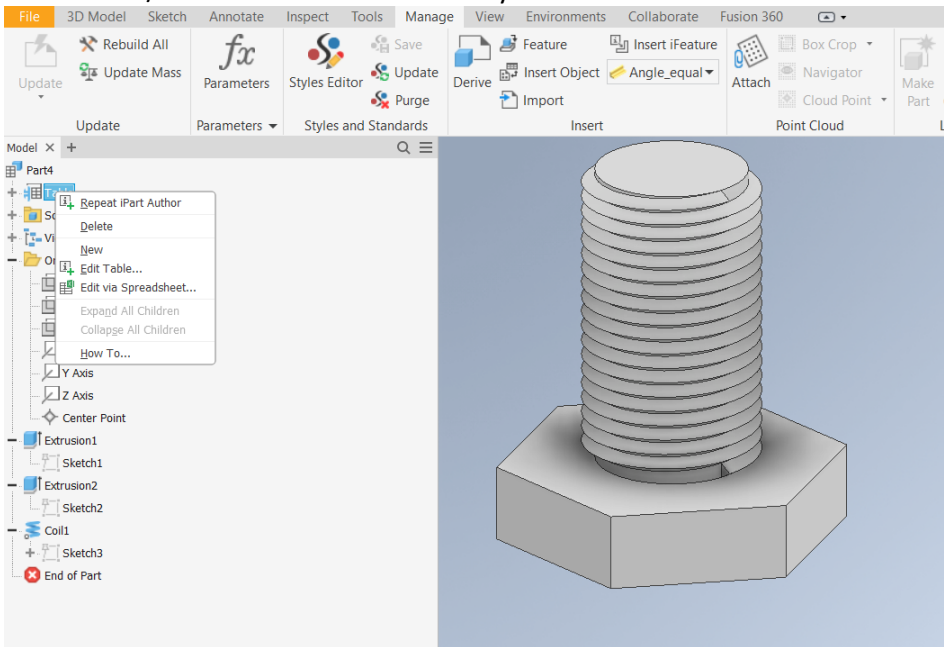 File 3D Model Sketch Annotate Inspect Tools Manage View Environments Collaborate Fusion 360
Rebuild All
Update Mass
Update
Update
fx
Parameters
Parameters
Styles Editor
Save
Update
Purge
Styles and Standards
Derive
Feature
Insert Object
Import
Insert iFeature
Angle_equal
Insert
Attach
Box Crop
Navigator
Cloud Point
Point Cloud
Make
Part
Model × +
Part4
Repeat iPart Author
Delete
New
Edit Table...
Edit via Spreadsheet...
Expand All Children
Collapse All Children
How To...
Y Axis
Z Axis
Center Point
Extrusion1
Sketch1
Extrusion2
Sketch2
Coil1
Sketch3
End of Part